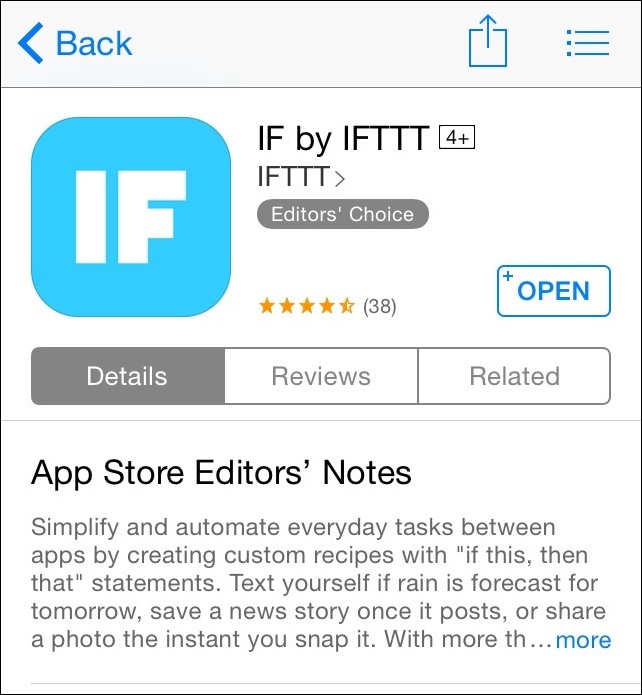 Back
IF by IFTTT 4+
IF
IFTTT >
Editors' Choice
(38)
+ OPEN
Details
Reviews
Related
App Store Editors’ Notes
Simplify and automate everyday tasks between
apps by creating custom recipes with "if this, then
that" statements. Text yourself if rain is forecast for
tomorrow, save a news story once it posts, or share
a photo the instant you snap it. With more th...more